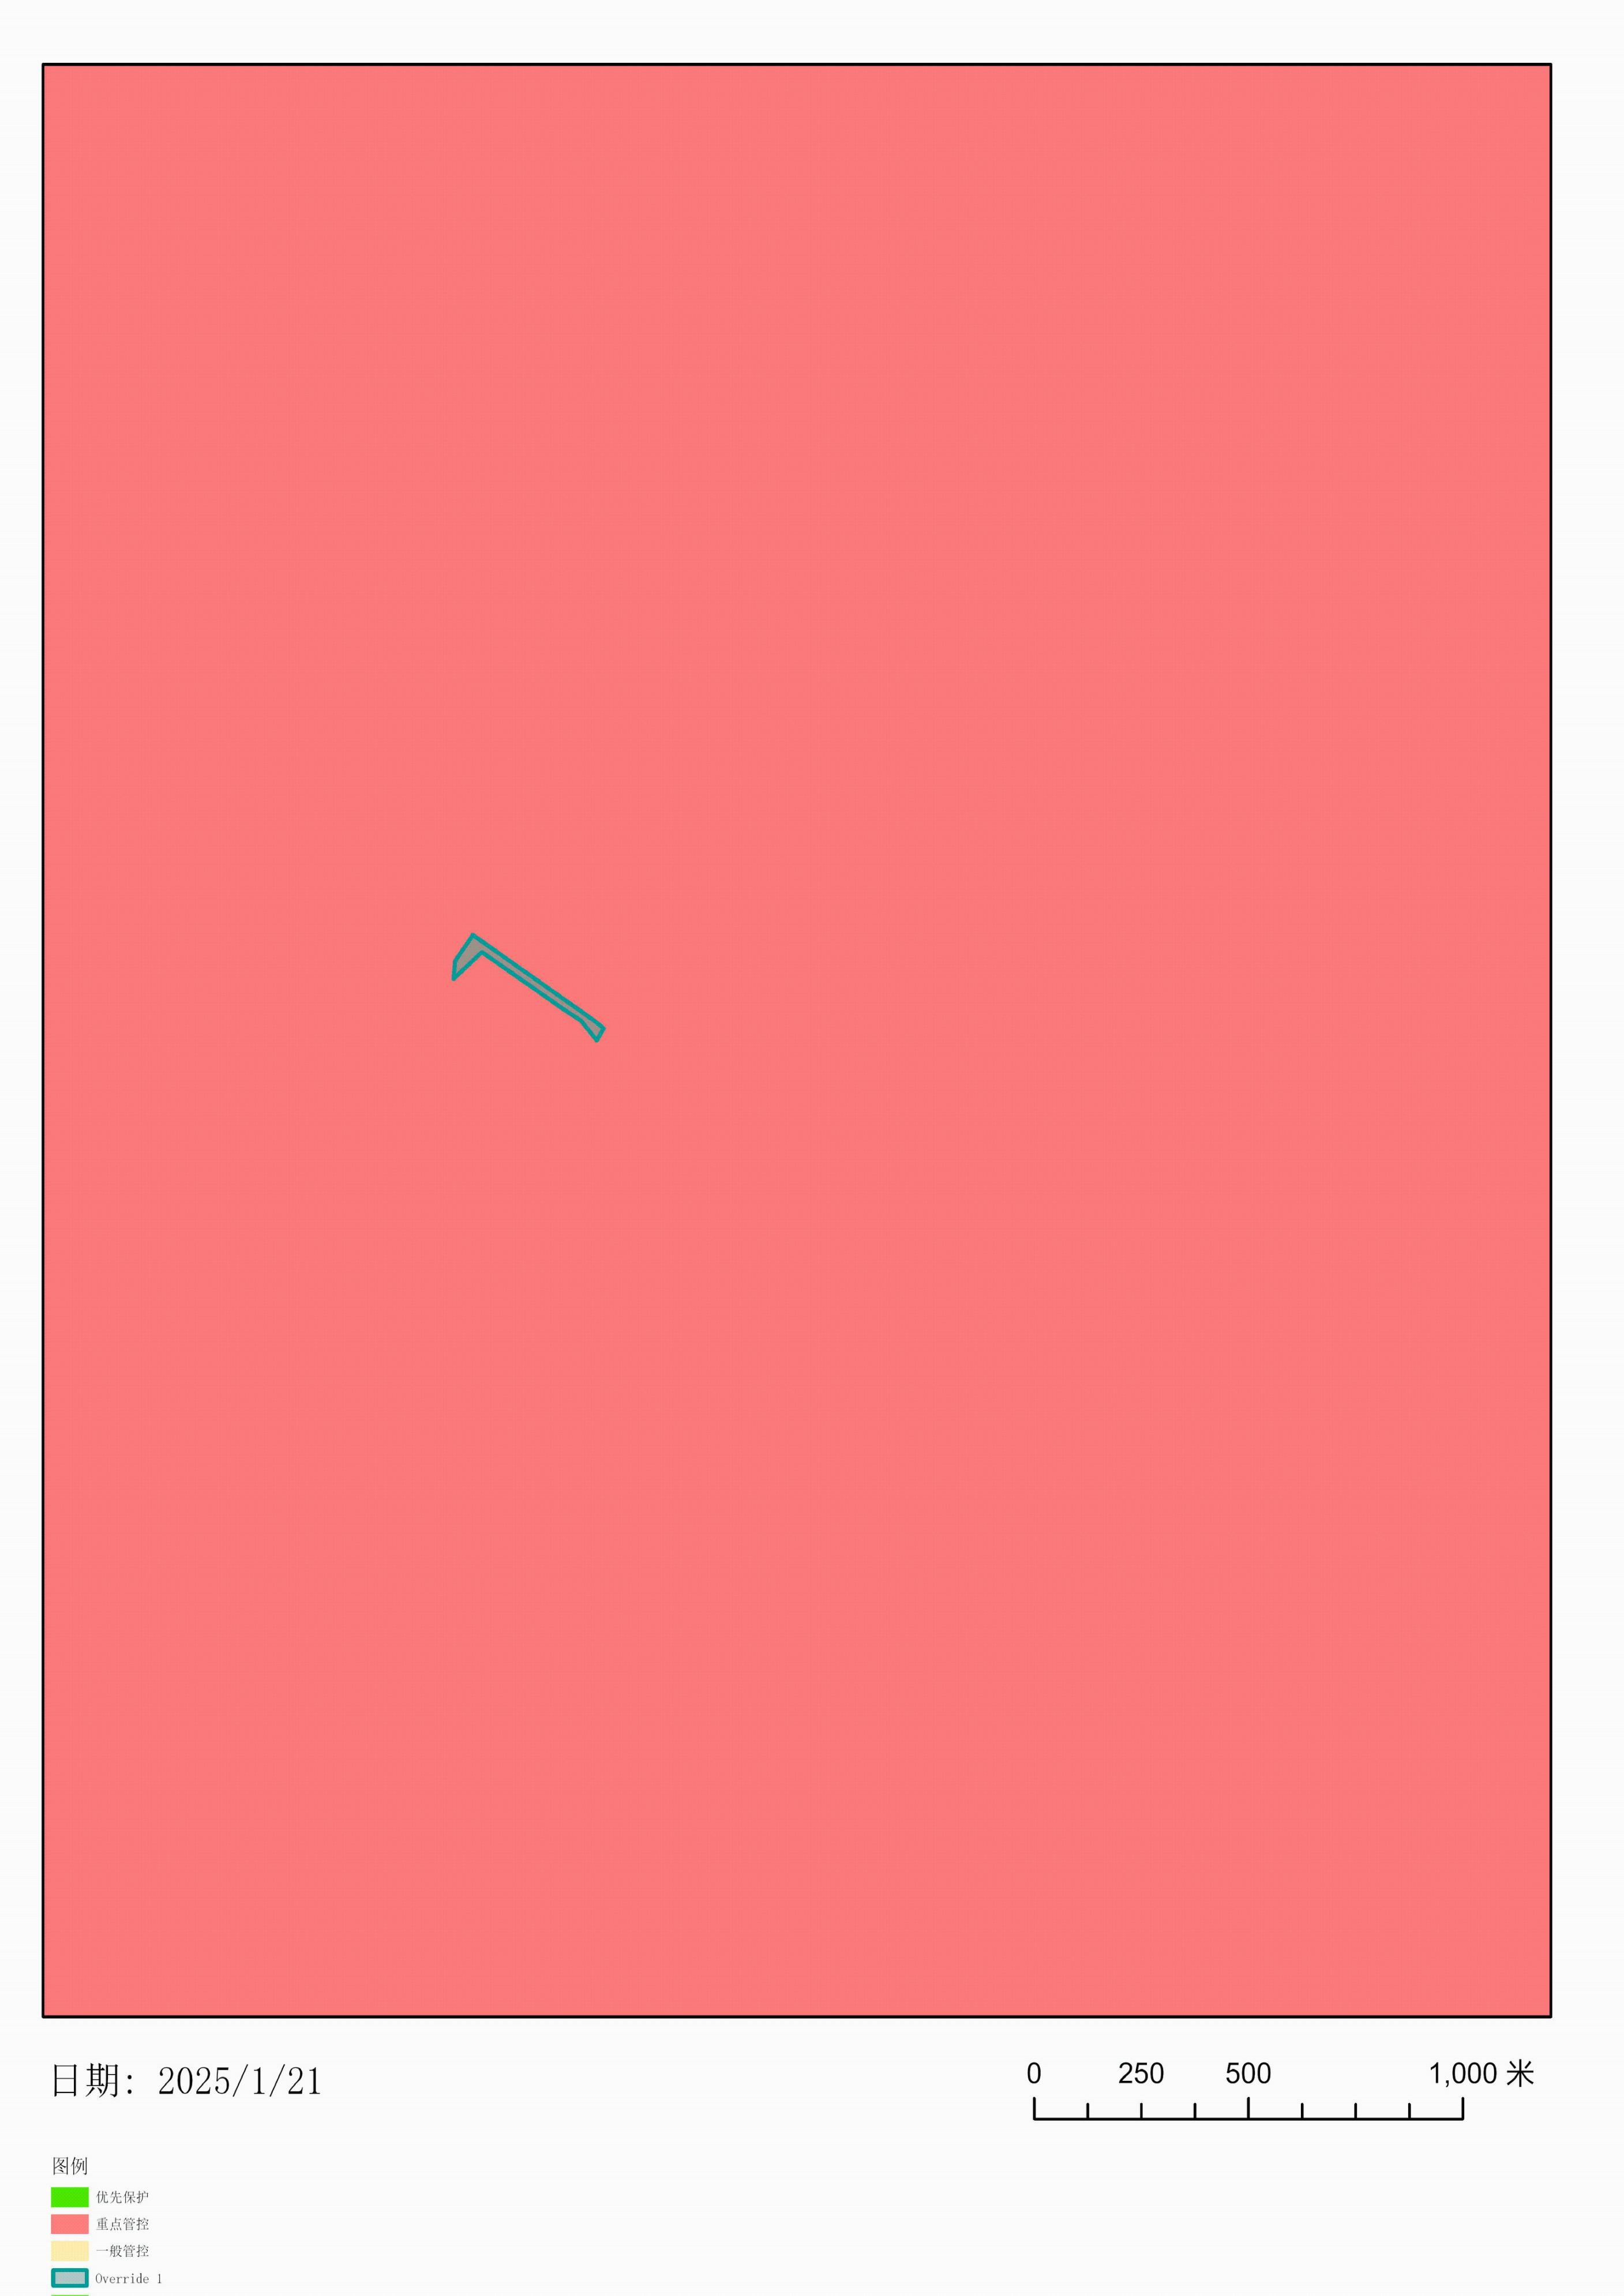 日期: 2025/1/21
0 250 500 1,000 米
图例
优先保护
重点管控
一般管控
Override 1